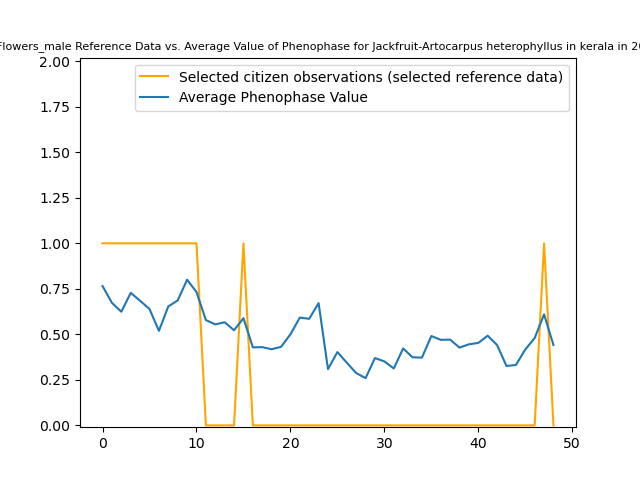 Flowers_male Reference Data vs. Average Value of Phenophase for Jackfruit-Artocarpus heterophyllus in kerala in
Selected citizen observations (selected reference data)
Average Phenophase Value
2.00
1.75
1.50
1.25
1.00
0.75
0.50
0.25
0.00
0 10 20 30 40 50